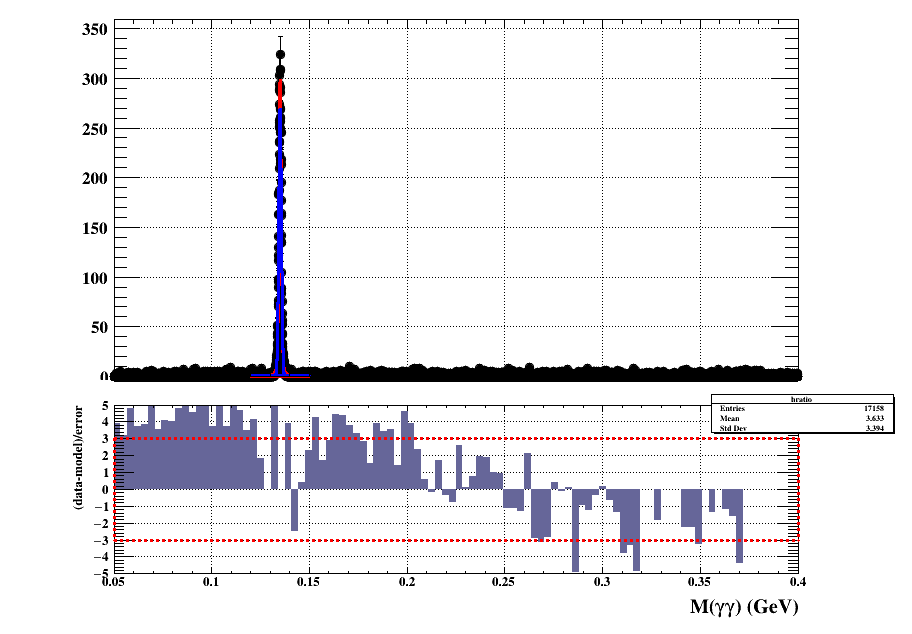 350
300
250
200
150
100
50
0
hratio
Entries 17158
Mean 3.633
Std Dev 3.394
(data-model)/error
5
4
3
2
1
0
−1
−2
−3
−4
−5
0.05 0.1 0.15 0.2 0.25 0.3 0.35 0.4
M(γγ) (GeV)